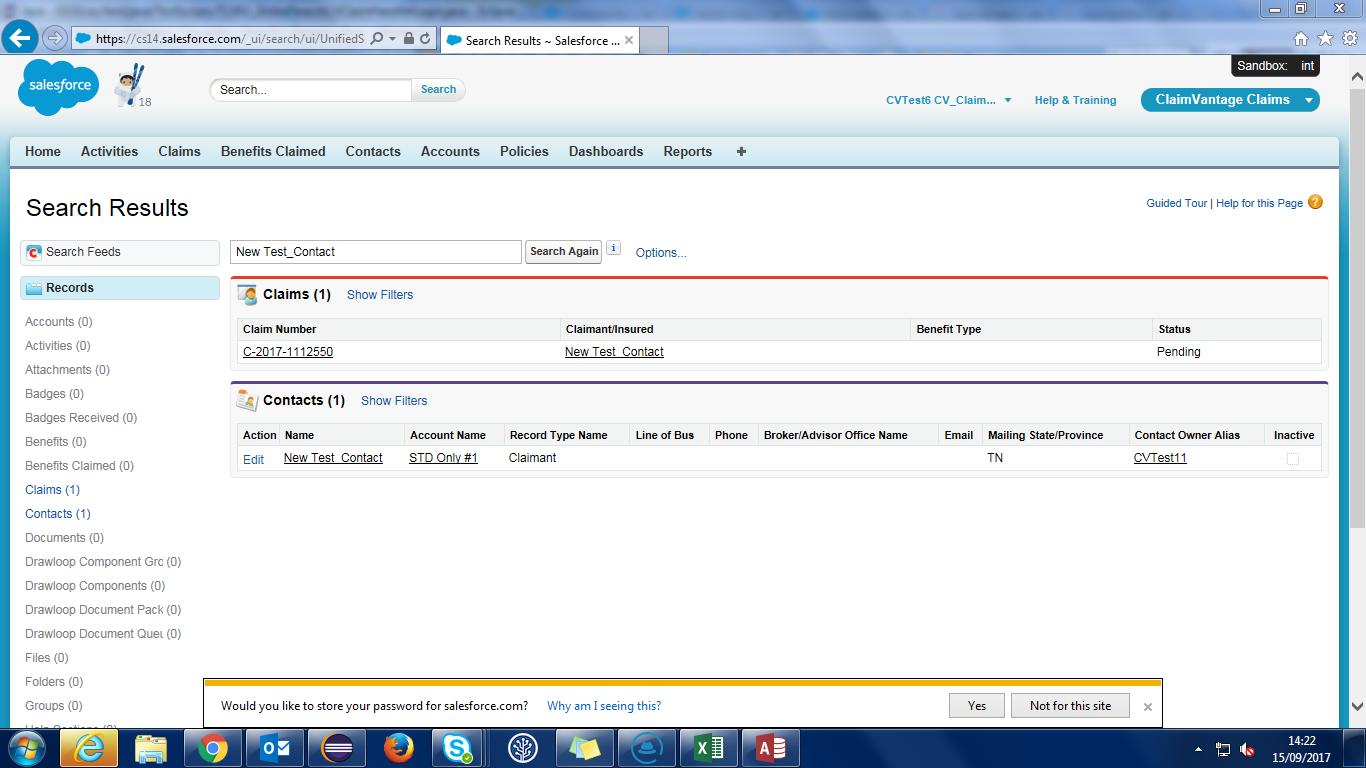 https://cs14.salesforce.com/_ui/search/ui/UnifiedS
Search Results ~ Salesforce ...
Sandbox: int
salesforce
18
Search...
Search
CVTest6 CV_Claim...
Help & Training
ClaimVantage Claims
Home Activities Claims Benefits Claimed Contacts Accounts Policies Dashboards Reports +
Search Results
Guided Tour | Help for this Page ?
Search Feeds
New Test_Contact
Search Again
i
Options...
Records
Accounts (0)
Activities (0)
Attachments (0)
Badges (0)
Badges Received (0)
Benefits (0)
Benefits Claimed (0)
Claims (1)
Contacts (1)
Documents (0)
Drawloop Component Grc (0)
Drawloop Components (0)
Drawloop Document Pack (0)
Drawloop Document Queu (0)
Files (0)
Folders (0)
Groups (0)
Claims (1) Show Filters
Claim Number Claimant/Insured Benefit Type Status
C-2017-1112550 New Test_Contact Pending
Contacts (1) Show Filters
Action Name Account Name Record Type Name Line of Bus Phone Broker/Advisor Office Name Email Mailing State/Province Contact Owner Alias Inactive
Edit New Test_Contact STD Only #1 Claimant TN CVTest11
Would you like to store your password for salesforce.com? Why am I seeing this? Yes Not for this site
14:22
15/09/2017